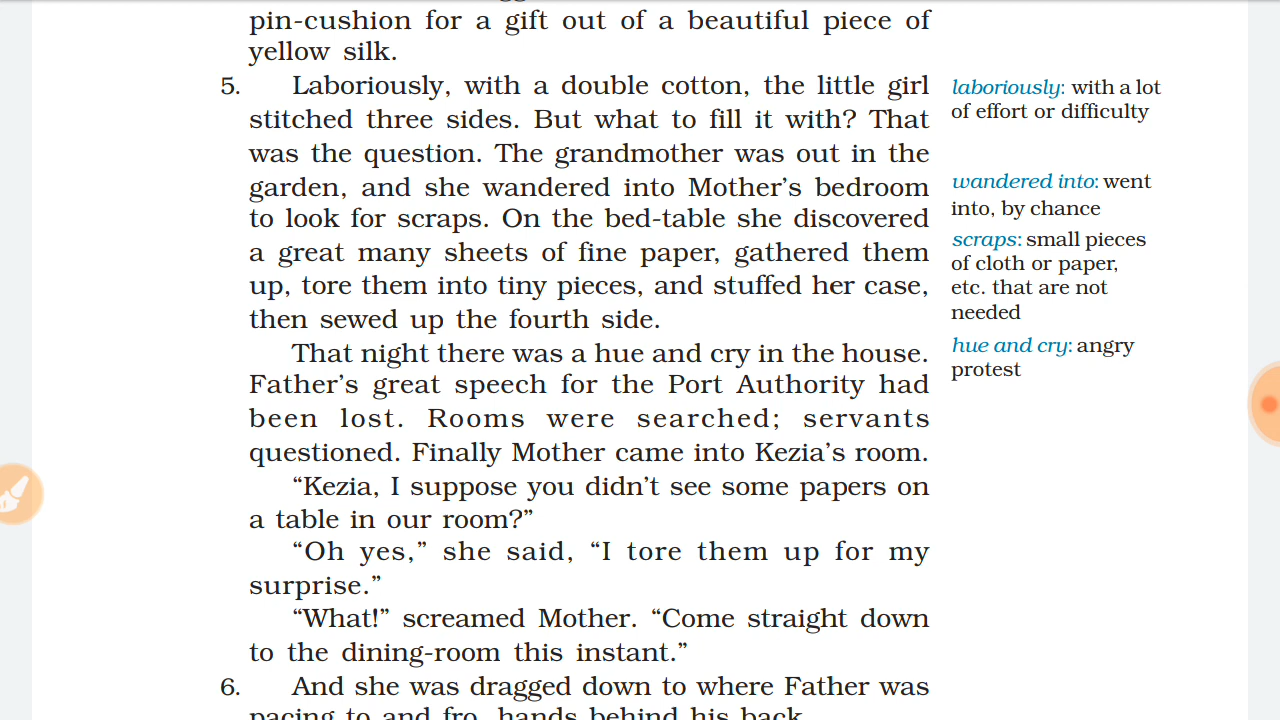 pin-cushion for a gift out of a beautiful piece of
yellow silk.
5. Laboriously, with a double cotton, the little girl
stitched three sides. But what to fill it with? That
was the question. The grandmother was out in the
garden, and she wandered into Mother’s bedroom
to look for scraps. On the bed-table she discovered
a great many sheets of fine paper, gathered them
up, tore them into tiny pieces, and stuffed her case,
then sewed up the fourth side.
That night there was a hue and cry in the house.
Father’s great speech for the Port Authority had
been lost. Rooms were searched; servants
questioned. Finally Mother came into Kezia’s room.
“Kezia, I suppose you didn’t see some papers on
a table in our room?”
“Oh yes,” she said, “I tore them up for my
surprise.”
“What!” screamed Mother. “Come straight down
to the dining-room this instant.”
6. And she was dragged down to where Father was
pacing to and fro, hands behind his back.
laboriously: with a lot
of effort or difficulty
wandered into: went
into, by chance
scraps: small pieces
of cloth or paper,
etc. that are not
needed
hue and cry: angry
protest